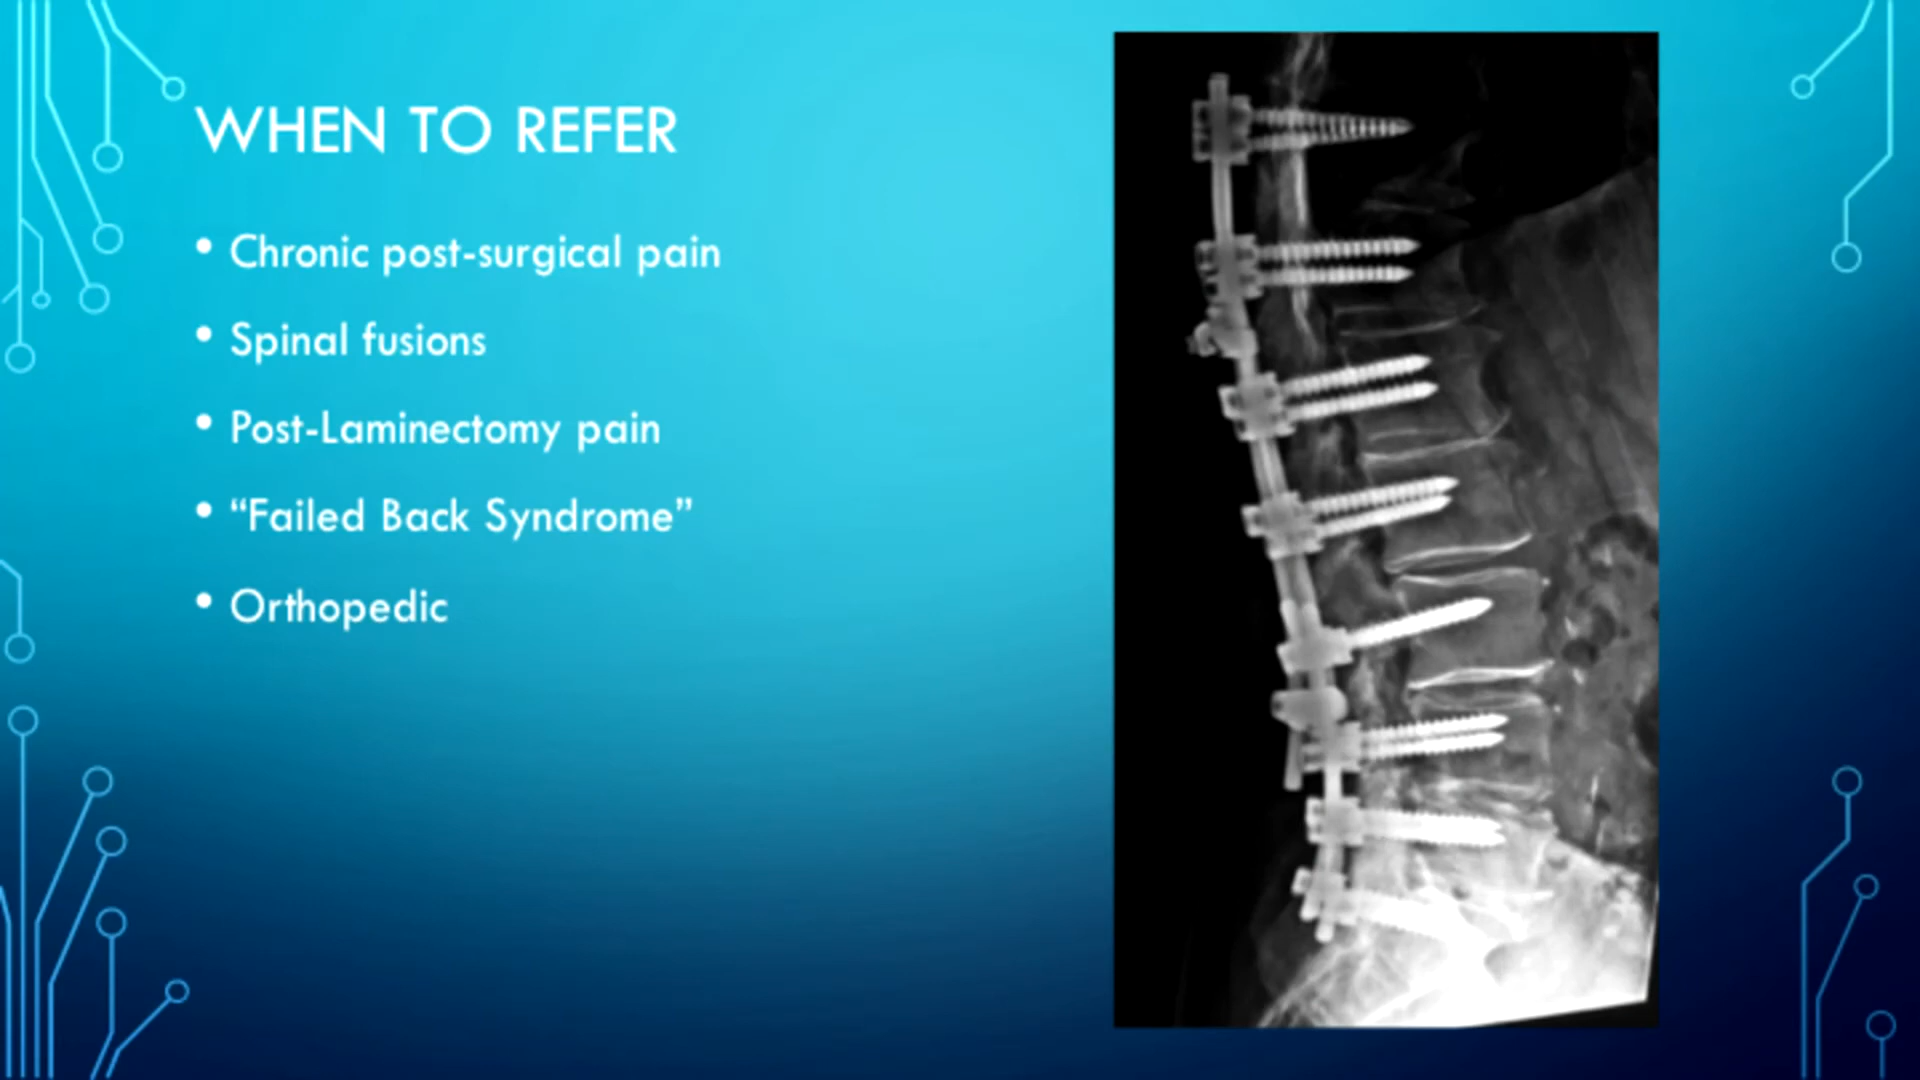 WHEN TO REFER
• Chronic post-surgical pain
• Spinal fusions
• Post-Laminectomy pain
• “Failed Back Syndrome”
• Orthopedic